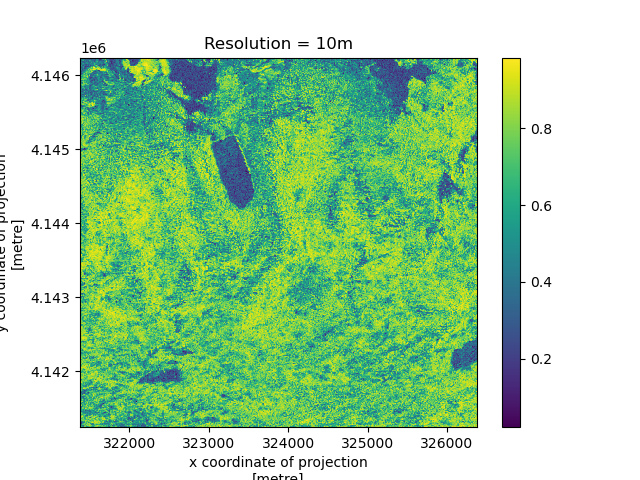 Resolution = 10m
1e6
4.146
4.145
4.144
4.143
4.142
y coordinate of projection
[metre]
322000 323000 324000 325000 326000
x coordinate of projection
[metre]
0.8
0.6
0.4
0.2